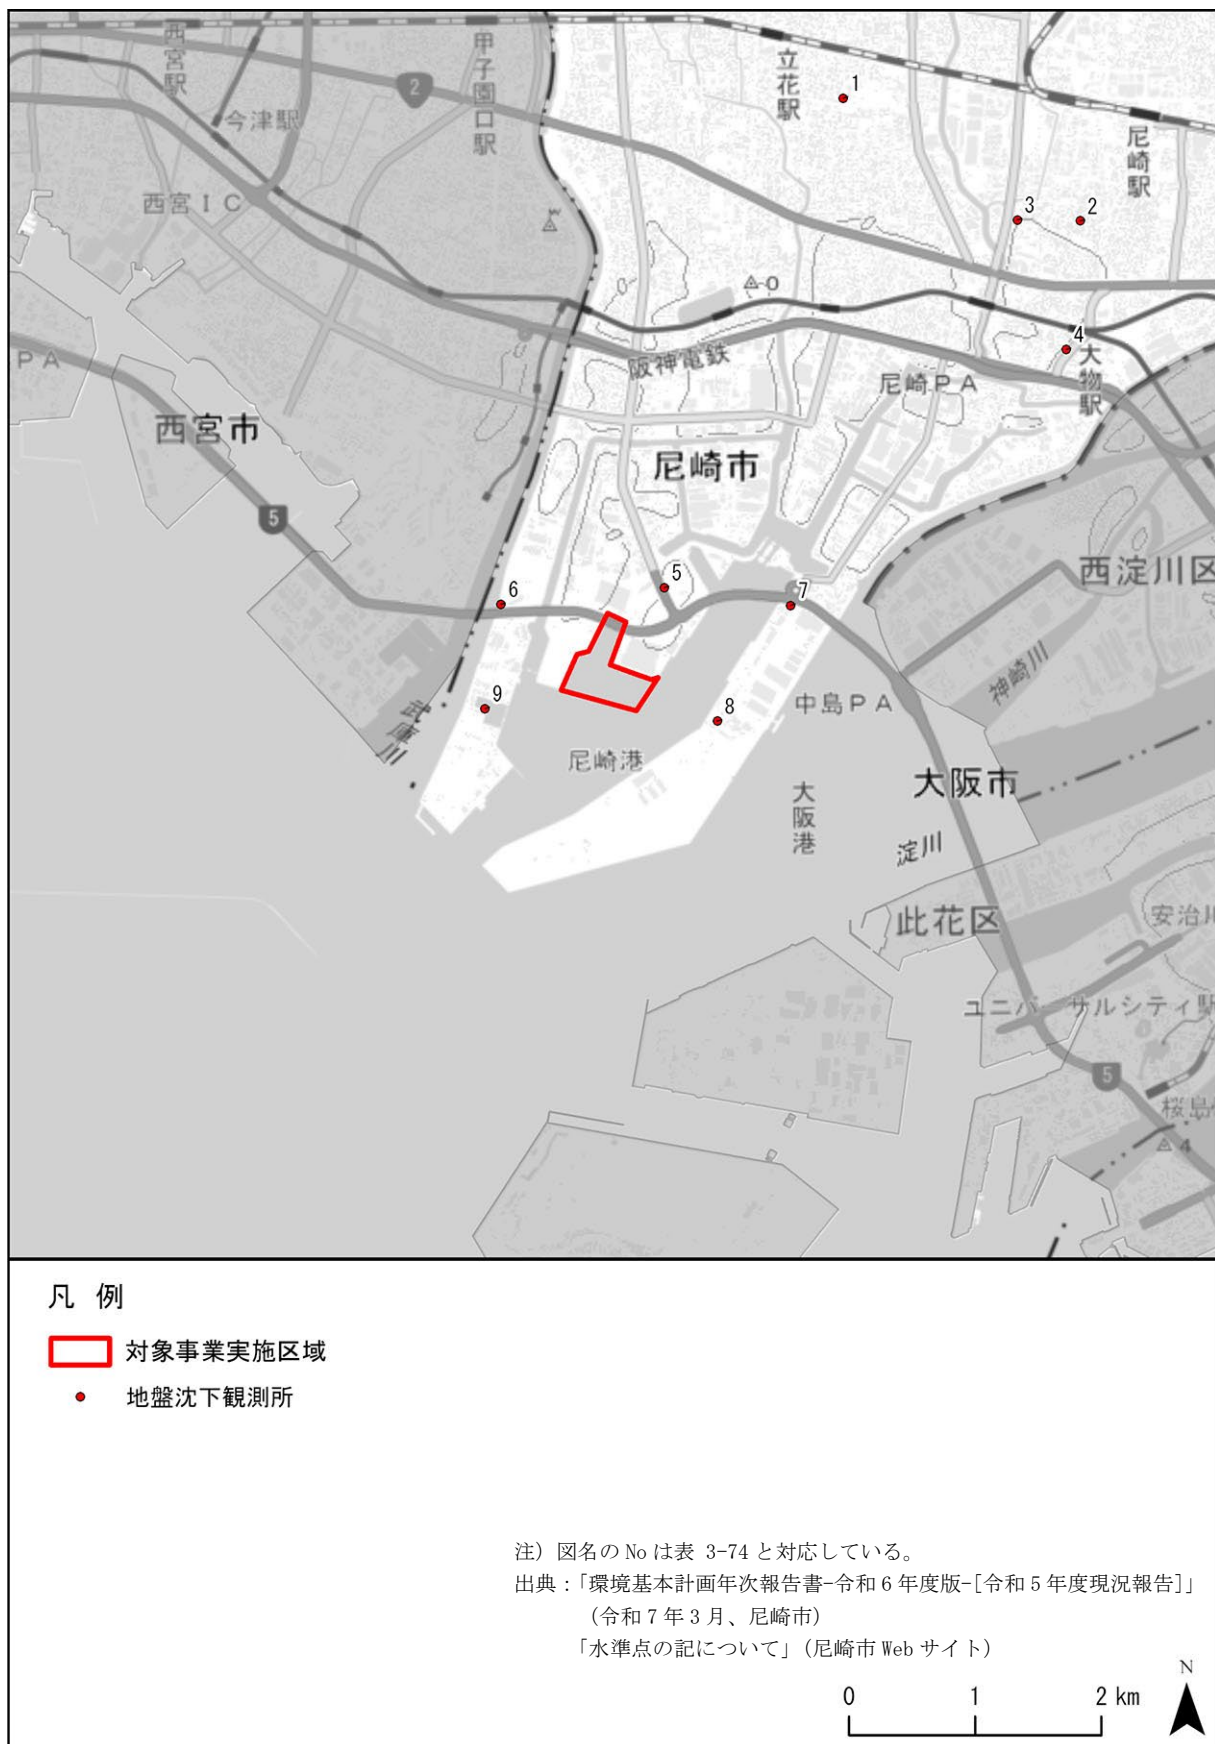 西宮駅
甲子園口駅
立花駅
1
2
今津駅
尼崎駅
西宮ＩＣ
3
2
0
4
ＰＡ
阪神電鉄
尼崎ＰＡ
大物駅
西宮市
尼崎市
5
西淀川区
5
6
7
神崎川
9
武庫川
8
中島ＰＡ
尼崎港
大阪市
大阪港
淀川
此花区
安治川
ユニバーサルシティ駅
5
桜島
4
凡 例
対象事業実施区域
地盤沈下観測所
注）図名の No は表 3-74 と対応している。
出典：「環境基本計画年次報告書-令和 6 年度版-[令和 5 年度現況報告]」
（令和 7 年 3 月、尼崎市）
「水準点の記について」（尼崎市 Web サイト）
N
0 1 2 km